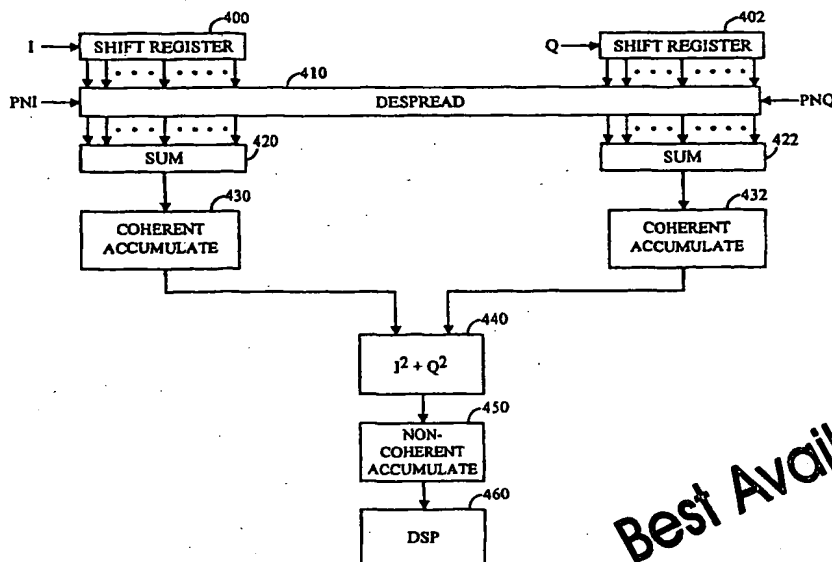 400
402
I
SHIFT REGISTER
Q
SHIFT REGISTER
410
PNI
DESPREAD
PNQ
420
422
SUM
SUM
430
432
COHERENT
ACCUMULATE
COHERENT
ACCUMULATE
440
I² + Q²
450
NON-
COHERENT
ACCUMULATE
460
DSP
Best Avail